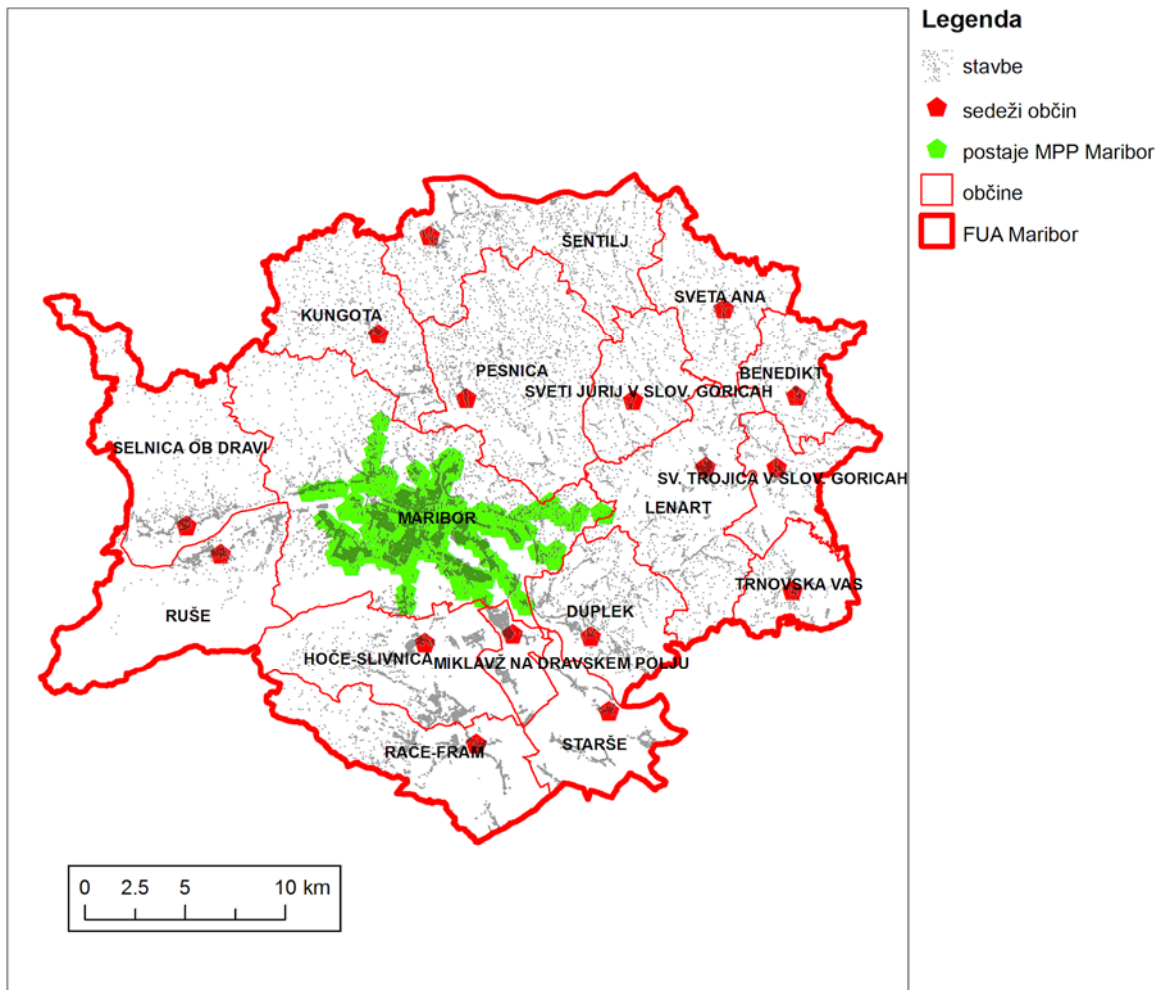 Legenda
stavbe
sedeži občin
postaje MPP Maribor
občine
FUA Maribor
ŠENTILJ
SVETA ANA
KUNGOTA
PESNICA
BENEDIKT
SVETI JURIJ V SLOV. GORICAH
SELNICA OB DRAVI
SV. TROJICA V SLOV. GORICAH
LENART
MARIBOR
TRNOVSKA VAS
DUPLEK
RUŠE
HOČE-SLIVNICA
MIKLAVŽ NA DRAVSKEM POLJU
STARŠE
RAČE-FRAM
0 2.5 5 10 km